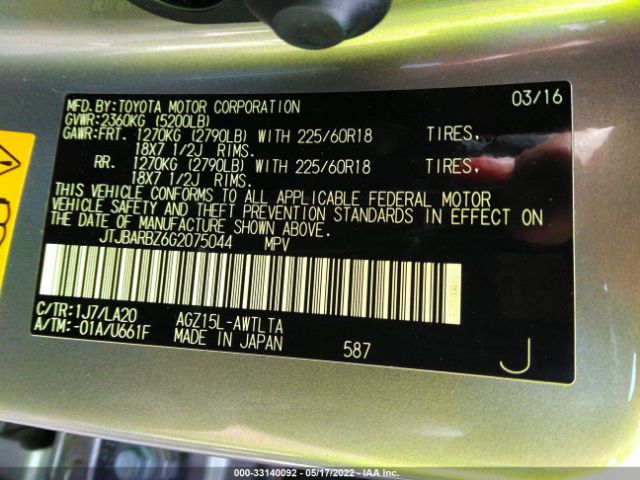 MFD.BY:TOYOTA MOTOR CORPORATION 03/16
GVWR:2360KG (5200LB)
GAWR:FRT. 1270KG (2790LB) WITH 225/60R18 TIRES,
18X7 1/2J RIMS.
RR. 1270KG (2790LB) WITH 225/60R18 TIRES,
18X7 1/2J RIMS.
THIS VEHICLE CONFORMS TO ALL APPLICABLE FEDERAL MOTOR
VEHICLE SAFETY AND THEFT PREVENTION STANDARDS IN EFFECT ON
THE DATE OF MANUFACTURE SHOWN ABOVE.
JTJBARBZ6G2075044 MPV
C/TR:1J7/LA20 AGZ15L-AWTLTA
A/TM:-01A/U661F MADE IN JAPAN 587 J
000-33140092 - 05/17/2022 - IAA, Inc.